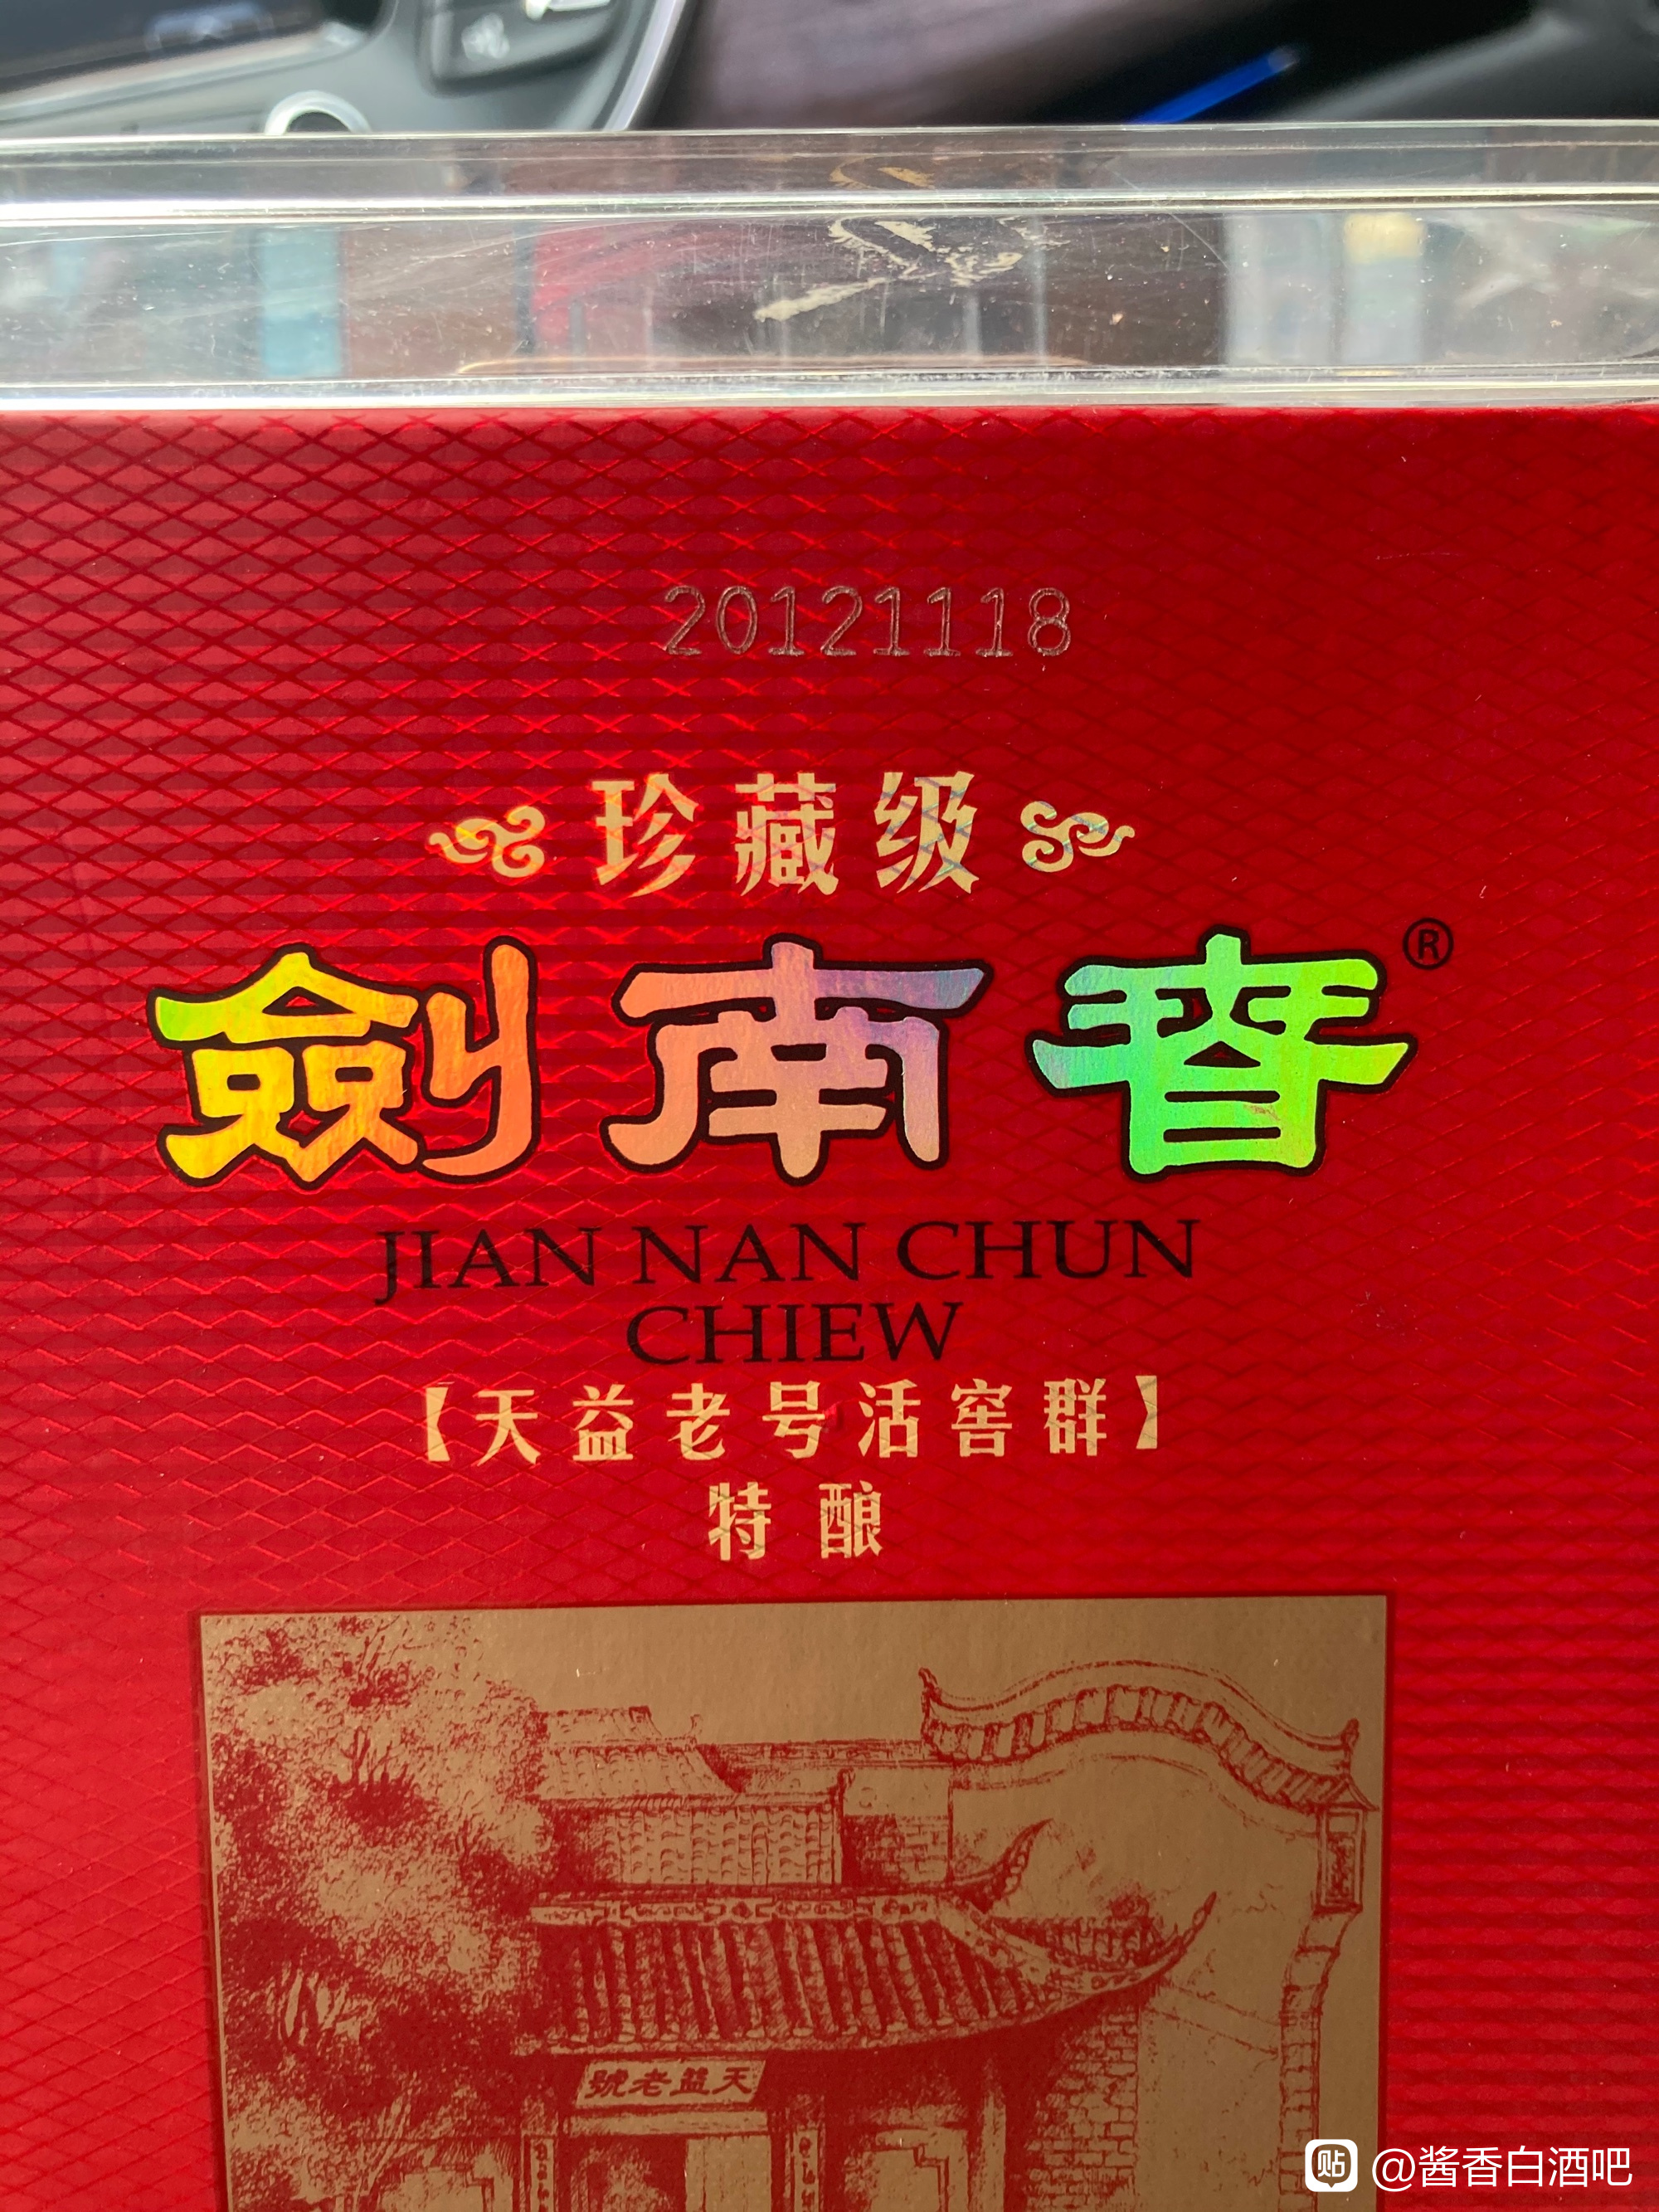 20121118
珍藏级
劍南春®
JIAN NAN CHUN
CHIEW
【天益老号活窖群】
特酿
號老益天
贴 @酱香白酒吧